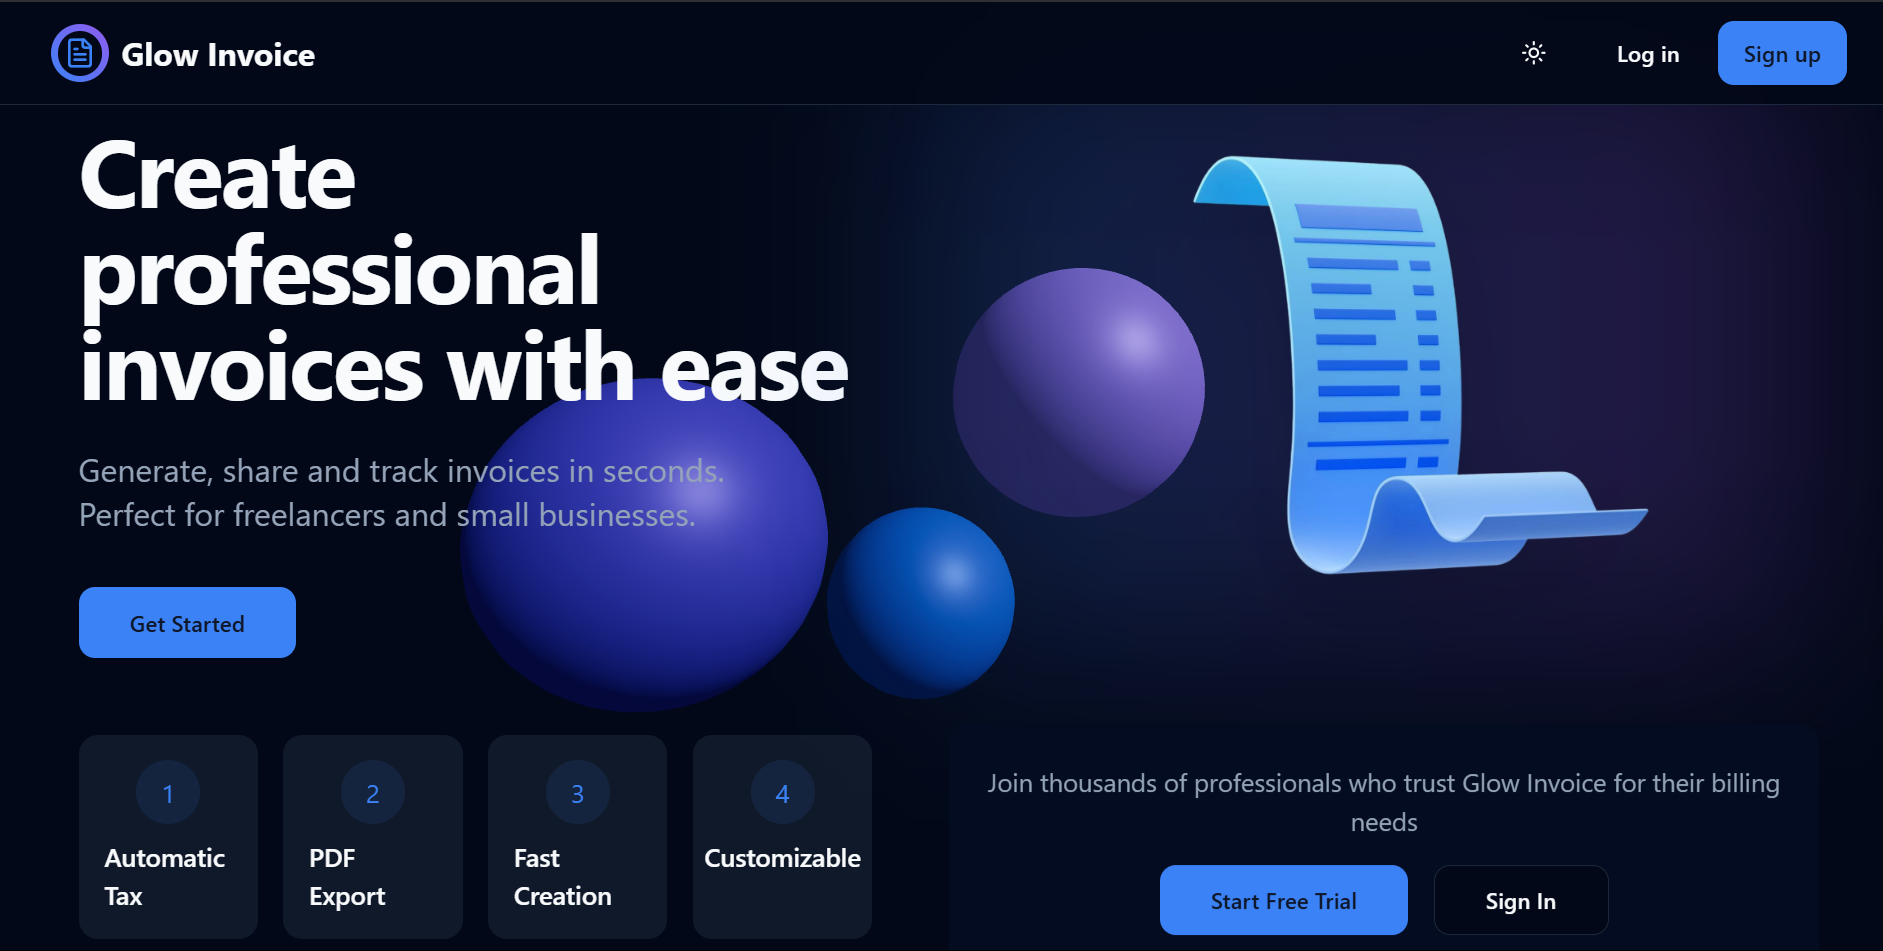 Glow Invoice
Log in
Sign up
Create
professional
invoices with ease
Generate, share and track invoices in seconds.
Perfect for freelancers and small businesses.
Get Started
1
Automatic
Tax
2
PDF
Export
3
Fast
Creation
4
Customizable
Join thousands of professionals who trust Glow Invoice for their billing
needs
Start Free Trial
Sign In